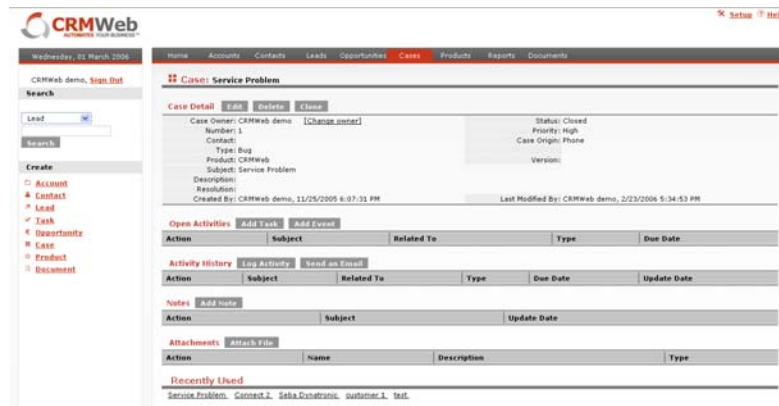 Setup Hel
CRMWeb
AUTOMATES YOUR BUSINESS
Wednesday, 01 March 2006
Home Accounts Contacts Leads Opportunities Cases Products Reports Documents
CRMWeb demo, Sign Out
Search
Lead
Search
Create
Account
Contact
Lead
Task
Opportunity
Case
Product
Document
Case: Service Problem
Case Detail Edit Delete Clone
Case Owner: CRMWeb demo [Change owner] Status: Closed
Number: 1 Priority: High
Contact: Case Origin: Phone
Type: Bug
Product: CRMWeb Version:
Subject: Service Problem
Description:
Resolution:
Created By: CRMWeb demo, 11/25/2005 6:07:31 PM Last Modified By: CRMWeb demo, 2/23/2006 5:34:53 PM
Open Activities Add Task Add Event
Action Subject Related To Type Due Date
Activity History Log Activity Send an Email
Action Subject Related To Type Due Date Update Date
Notes Add Note
Action Subject Update Date
Attachments Attach File
Action Name Description Type
Recently Used
Service Problem, Connect 2, Seba Dynatronic, customer 1, test,